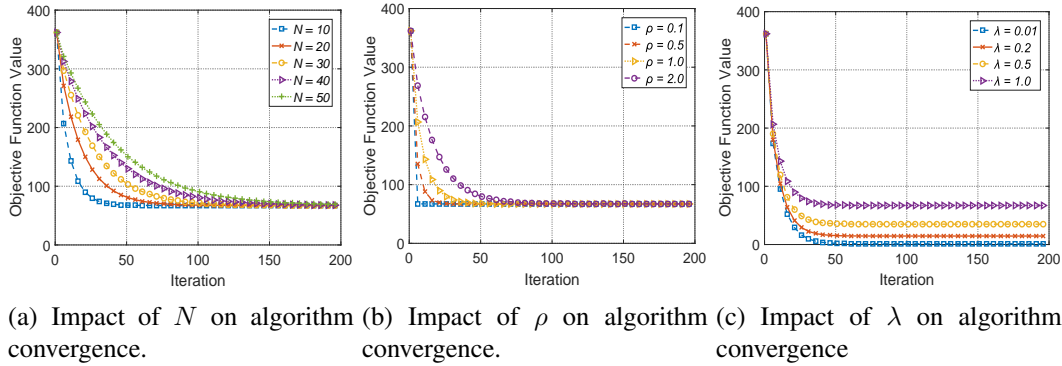 400
300
200
100
0
Objective Function Value
0 50 100 150 200
Iteration
N = 10
N = 20
N = 30
N = 40
N = 50
400
300
200
100
0
Objective Function Value
0 50 100 150 200
Iteration
ρ = 0.1
ρ = 0.5
ρ = 1.0
ρ = 2.0
400
300
200
100
0
Objective Function Value
0 50 100 150 200
Iteration
λ = 0.01
λ = 0.2
λ = 0.5
λ = 1.0
(a) Impact of N on algorithm
convergence.
(b) Impact of ρ on algorithm
convergence.
(c) Impact of λ on algorithm
convergence